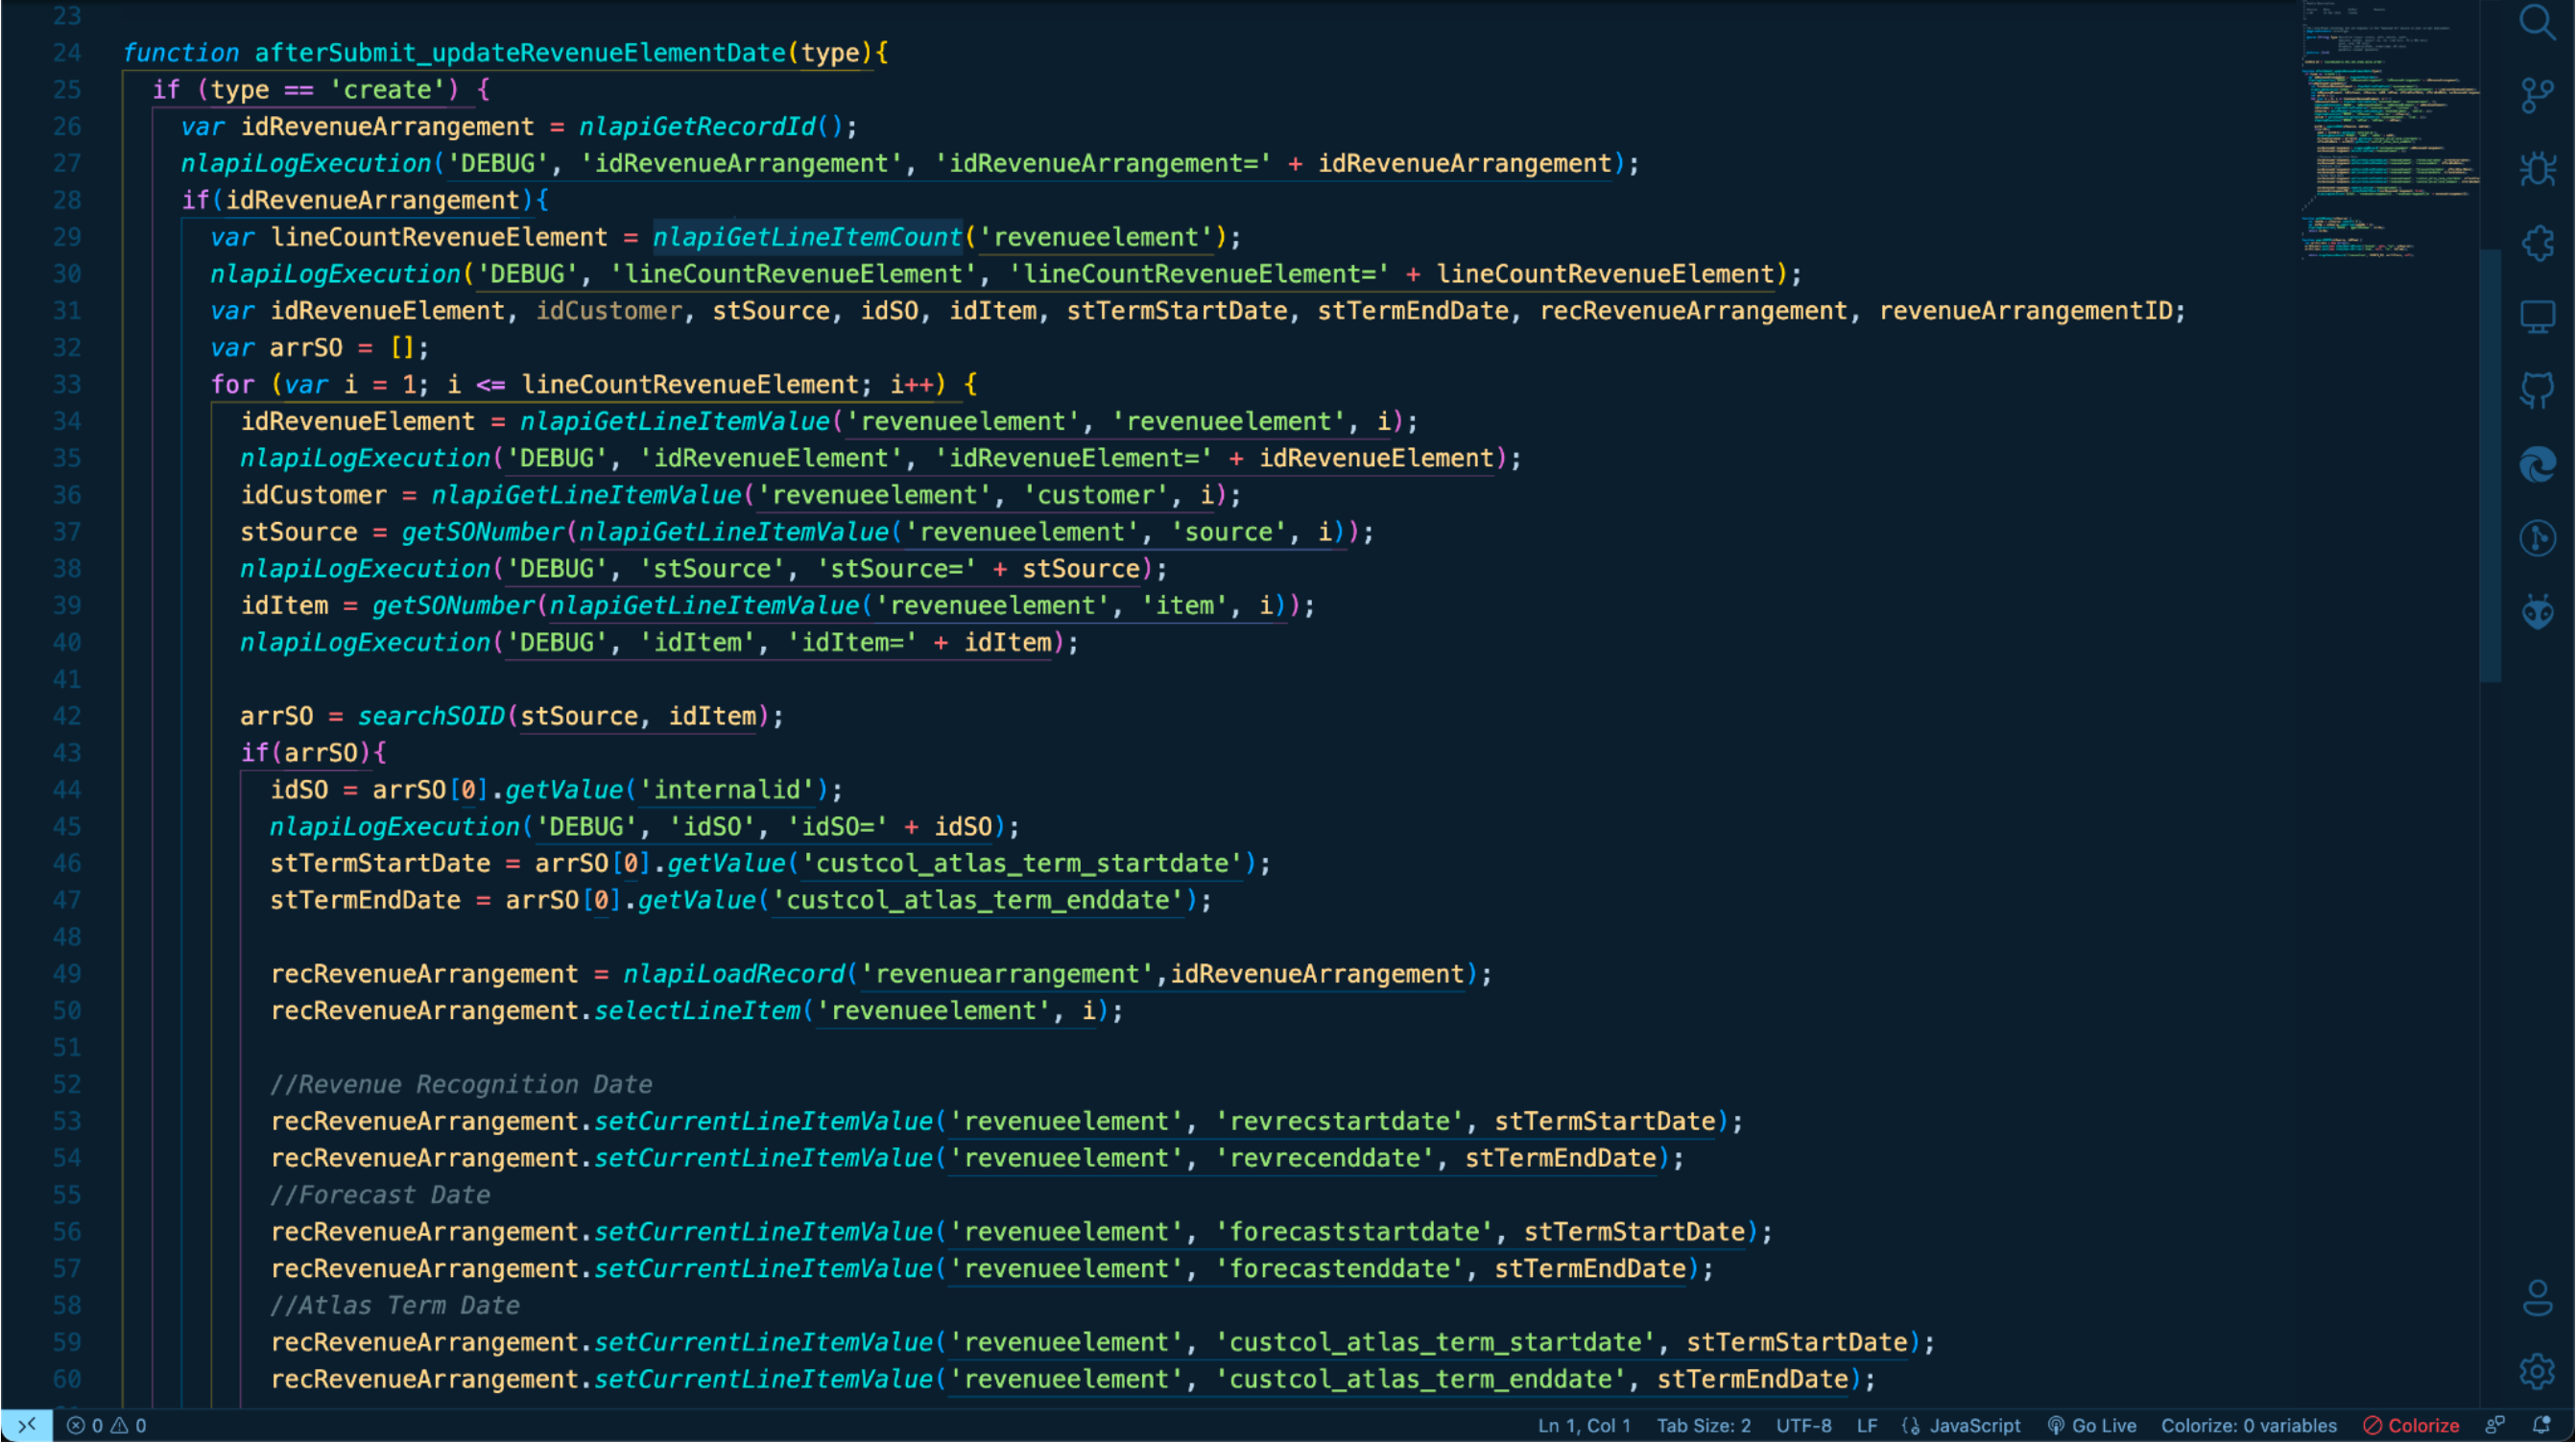 23
24 function afterSubmit_updateRevenueElementDate(type){
25 if (type == 'create') {
26 var idRevenueArrangement = nlapiGetRecordId();
27 nlapiLogExecution('DEBUG', 'idRevenueArrangement', 'idRevenueArrangement=' + idRevenueArrangement);
28 if(idRevenueArrangement){
29 var lineCountRevenueElement = nlapiGetLineItemCount('revenueelement');
30 nlapiLogExecution('DEBUG', 'lineCountRevenueElement', 'lineCountRevenueElement=' + lineCountRevenueElement);
31 var idRevenueElement, idCustomer, stSource, idSO, idItem, stTermStartDate, stTermEndDate, recRevenueArrangement, revenueArrangementID;
32 var arrSO = [];
33 for (var i = 1; i <= lineCountRevenueElement; i++) {
34 idRevenueElement = nlapiGetLineItemValue('revenueelement', 'revenueelement', i);
35 nlapiLogExecution('DEBUG', 'idRevenueElement', 'idRevenueElement=' + idRevenueElement);
36 idCustomer = nlapiGetLineItemValue('revenueelement', 'customer', i);
37 stSource = getSONumber(nlapiGetLineItemValue('revenueelement', 'source', i));
38 nlapiLogExecution('DEBUG', 'stSource', 'stSource=' + stSource);
39 idItem = getSONumber(nlapiGetLineItemValue('revenueelement', 'item', i));
40 nlapiLogExecution('DEBUG', 'idItem', 'idItem=' + idItem);
41
42 arrSO = searchSOID(stSource, idItem);
43 if(arrSO){
44 idSO = arrSO[0].getValue('internalid');
45 nlapiLogExecution('DEBUG', 'idSO', 'idSO=' + idSO);
46 stTermStartDate = arrSO[0].getValue('custcol_atlas_term_startdate');
47 stTermEndDate = arrSO[0].getValue('custcol_atlas_term_enddate');
48
49 recRevenueArrangement = nlapiLoadRecord('revenuearrangement',idRevenueArrangement);
50 recRevenueArrangement.selectLineItem('revenueelement', i);
51
52 //Revenue Recognition Date
53 recRevenueArrangement.setCurrentLineItemValue('revenueelement', 'revrecstartdate', stTermStartDate);
54 recRevenueArrangement.setCurrentLineItemValue('revenueelement', 'revrecenddate', stTermEndDate);
55 //Forecast Date
56 recRevenueArrangement.setCurrentLineItemValue('revenueelement', 'forecaststartdate', stTermStartDate);
57 recRevenueArrangement.setCurrentLineItemValue('revenueelement', 'forecastenddate', stTermEndDate);
58 //Atlas Term Date
59 recRevenueArrangement.setCurrentLineItemValue('revenueelement', 'custcol_atlas_term_startdate', stTermStartDate);
60 recRevenueArrangement.setCurrentLineItemValue('revenueelement', 'custcol_atlas_term_enddate', stTermEndDate);
0 0 Ln 1, Col 1 Tab Size: 2 UTF-8 LF JavaScript Go Live Colorize: 0 variables Colorize